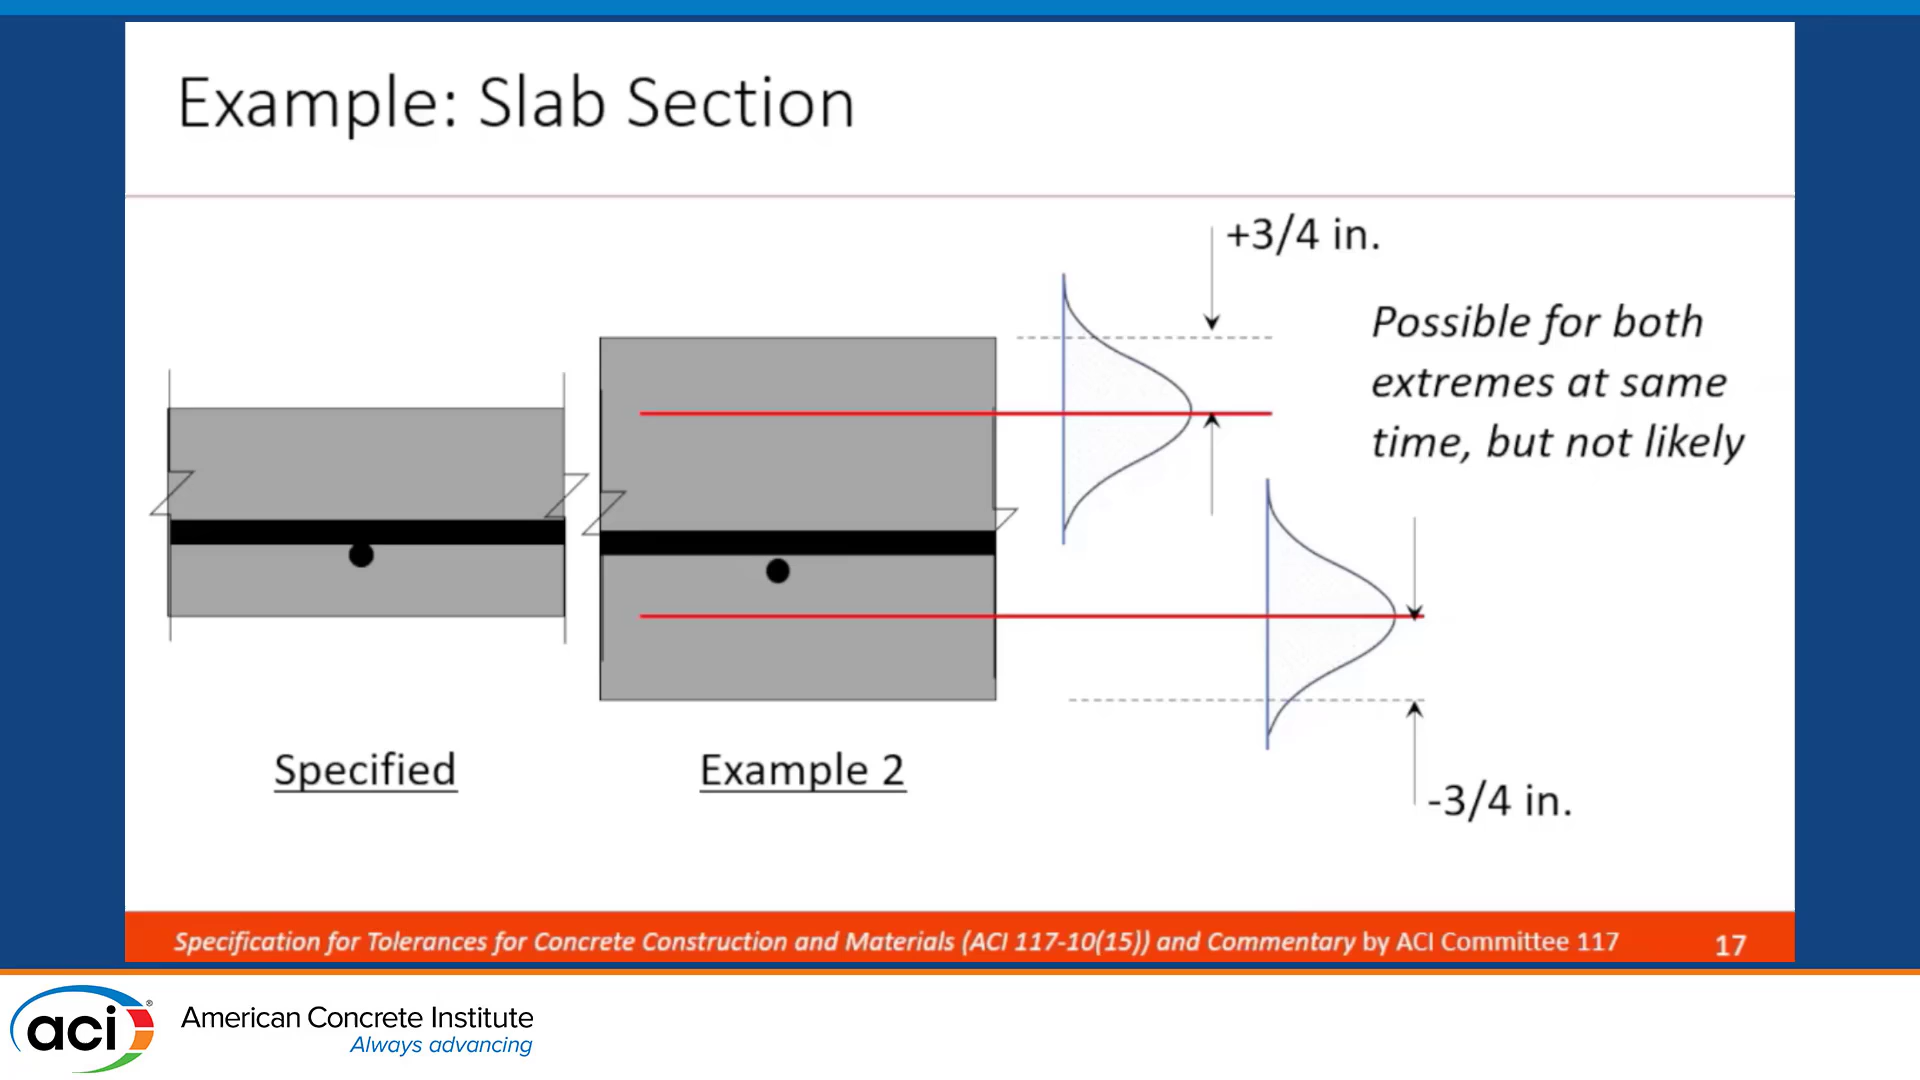 Example: Slab Section
+3/4 in.
Possible for both
extremes at same
time, but not likely
Specified
Example 2
-3/4 in.
Specification for Tolerances for Concrete Construction and Materials (ACI 117-10(15)) and Commentary by ACI Committee 117
17
aci®
American Concrete Institute
Always advancing